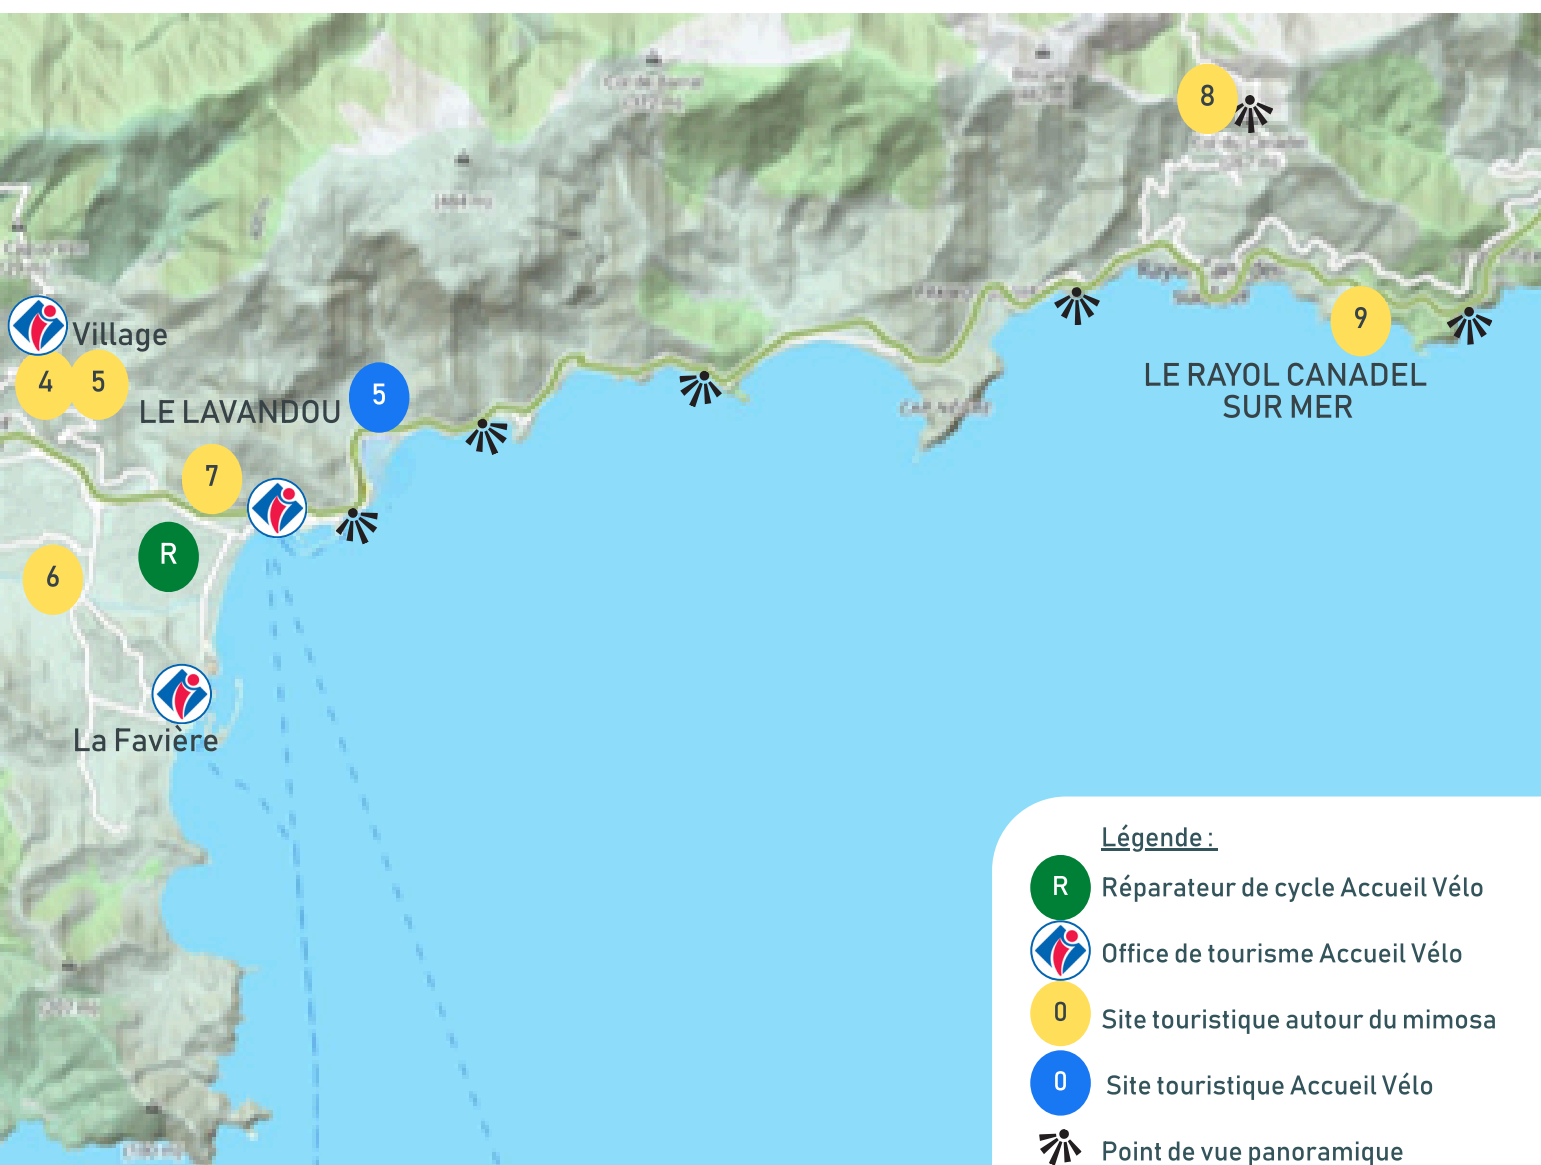 8
Village
4
5
5
LE LAVANDOU
9
LE RAYOL CANADEL
SUR MER
7
R
6
La Favière
Légende :
R Réparateur de cycle Accueil Vélo
Office de tourisme Accueil Vélo
0 Site touristique autour du mimosa
0 Site touristique Accueil Vélo
Point de vue panoramique